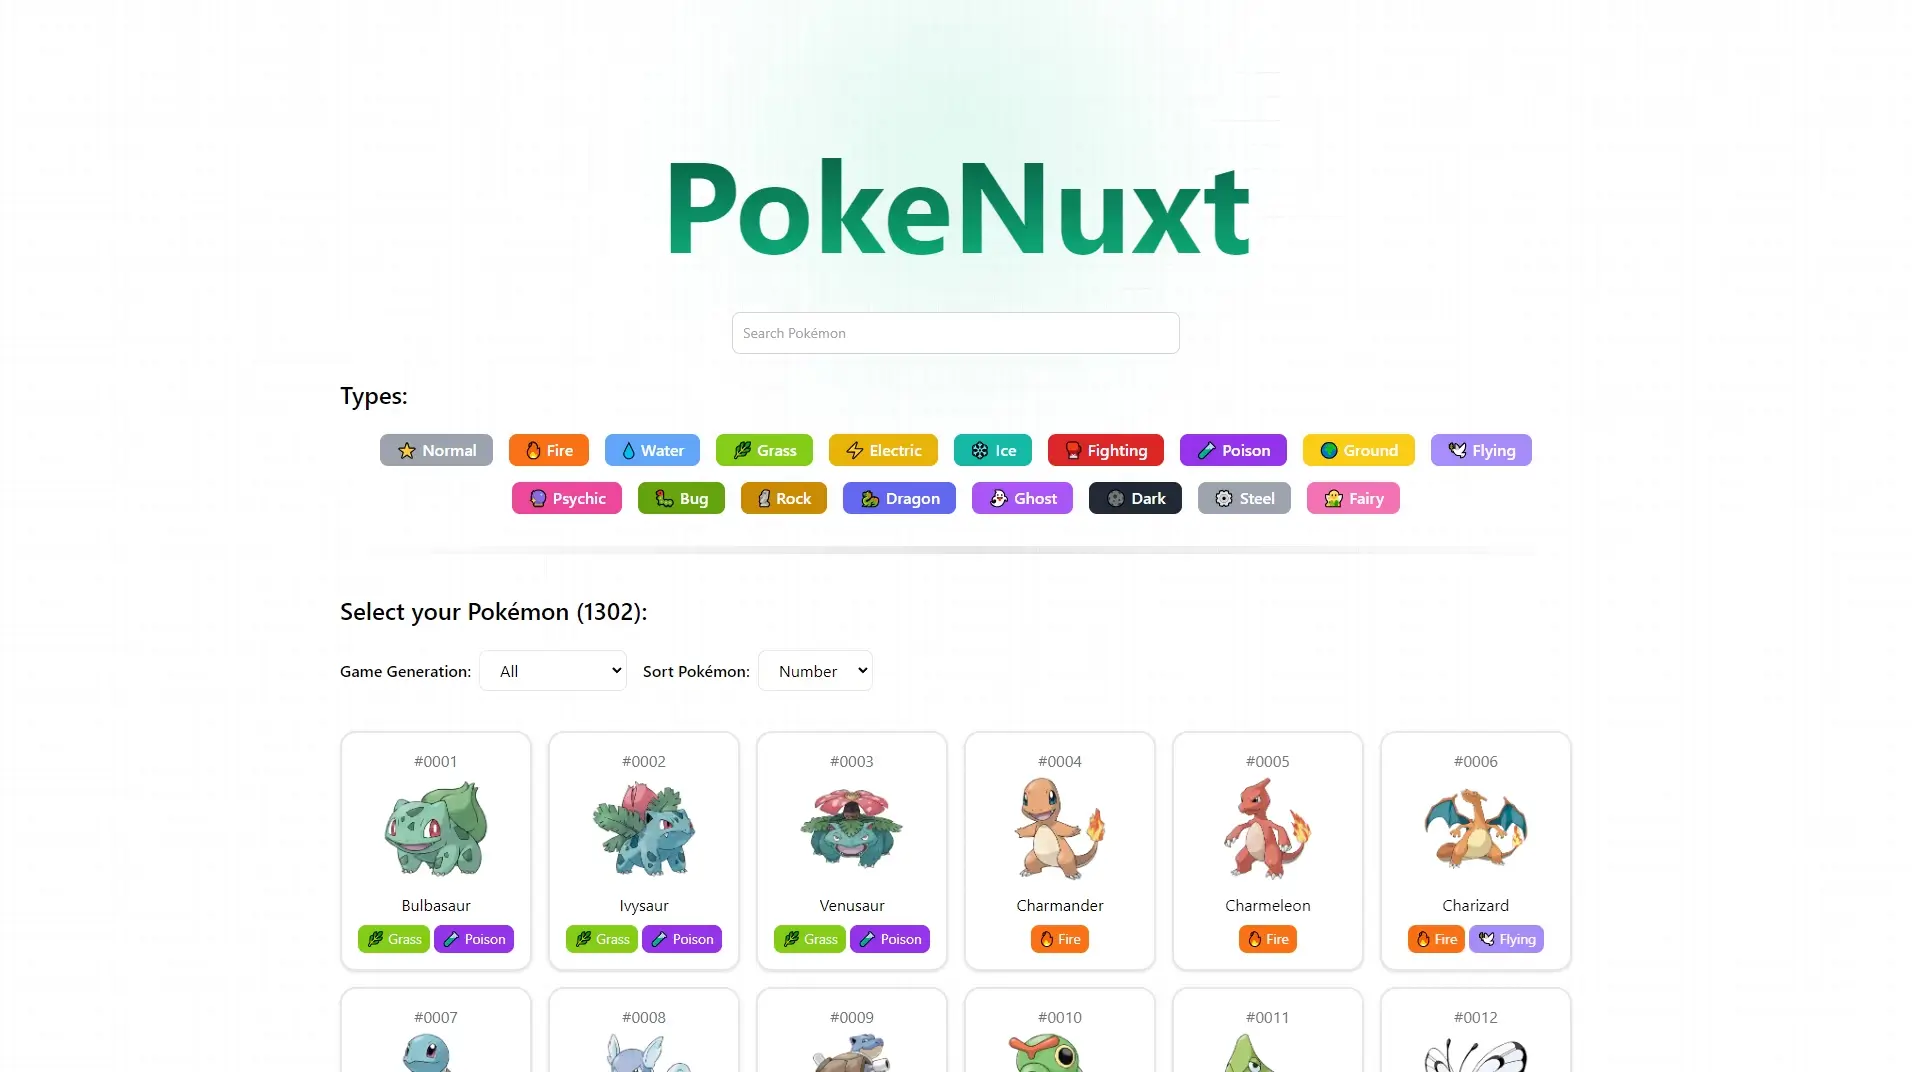 PokeNuxt
Search Pokémon
Types:
Normal Fire Water Grass Electric Ice Fighting Poison Ground Flying
Psychic Bug Rock Dragon Ghost Dark Steel Fairy
Select your Pokémon (1302):
Game Generation: All Sort Pokémon: Number
#0001 #0002 #0003 #0004 #0005 #0006
Bulbasaur Ivysaur Venusaur Charmander Charmeleon Charizard
Grass Poison Grass Poison Grass Poison Fire Fire Fire Flying
#0007 #0008 #0009 #0010 #0011 #0012